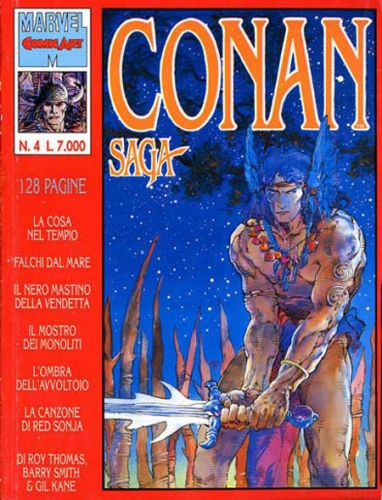 MARVEL
COMIC ART
M
N. 4 L. 7.000
CONAN
SAGA
128 PAGINE
LA COSA
NEL TEMPIO
FALCHI DAL MARE
IL NERO MASTINO
DELLA VENDETTA
IL MOSTRO
DEI MONOLITI
L'OMBRA
DELL'AVVOLTOIO
LA CANZONE
DI RED SONJA
DI ROY THOMAS,
BARRY SMITH
& GIL KANE